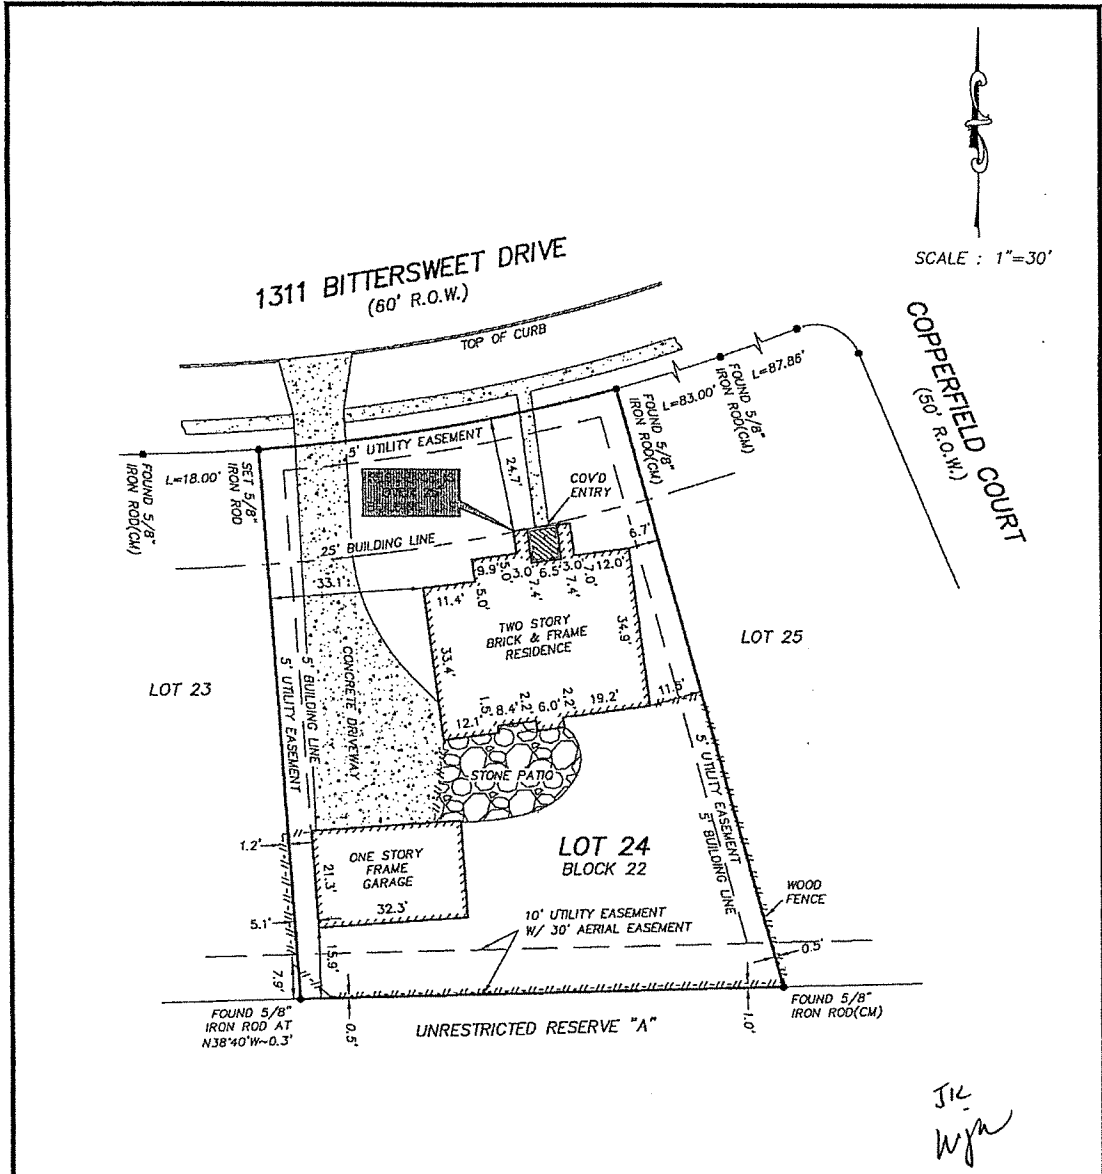 SCALE : 1"=30'
1311 BITTERSWEET DRIVE
(60' R.O.W.)
TOP OF CURB
COPPERFIELD COURT
(50' R.O.W.)
L=87.86'
FOUND 5/8"
IRON ROD(CM)
L=83.00'
FOUND 5/8"
IRON ROD(CM)
5' UTILITY EASEMENT
L=18.00'
SET 5/8"
IRON ROD
FOUND 5/8"
IRON ROD(CM)
24.7'
COV'D
ENTRY
25' BUILDING LINE
6.7'
33.1'
9.9'
5.0'
3.0'
6.5'
3.0'
7.0'
12.0'
7.4'
7.4'
11.4'
5.0'
TWO STORY
BRICK & FRAME
RESIDENCE
34.9'
33.4'
LOT 25
LOT 23
5' UTILITY EASEMENT
5' BUILDING LINE
CONCRETE DRIVEWAY
12.1'
1.5'
8.4'
2.2'
6.0'
2.2'
19.2'
STONE PATIO
5' UTILITY EASEMENT
5' BUILDING LINE
1.2'
ONE STORY
FRAME
GARAGE
21.3'
32.3'
LOT 24
BLOCK 22
WOOD
FENCE
5.1'
10' UTILITY EASEMENT
W/ 30' AERIAL EASEMENT
0.5'
7.9'
15.9'
FOUND 5/8"
IRON ROD AT
N38°40'W~0.3'
0.5'
UNRESTRICTED RESERVE "A"
1.0'
FOUND 5/8"
IRON ROD(CM)
JK